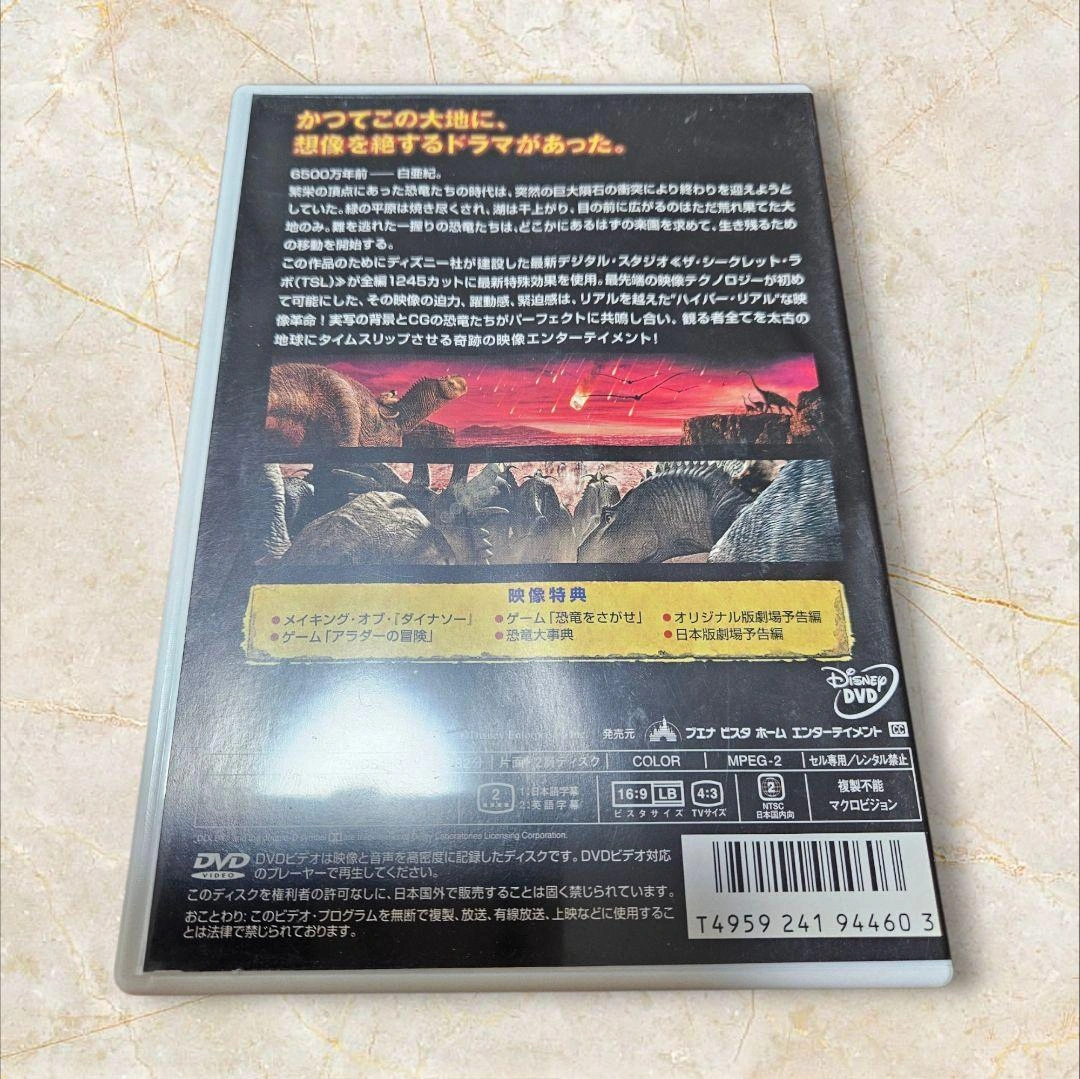 かつてこの大地に、
想像を絶するドラマがあった。
6500万年前――白亜紀。
繁栄の頂点にあった恐竜たちの時代は、突然の巨大隕石の衝突により終わりを迎えようと
していた。緑の平原は焼き尽くされ、湖は干上がり、目の前に広がるのはただ荒れ果てた大
地のみ。難を逃れた一握りの恐竜たちは、どこかにあるはずの楽園を求めて、生き残るため
の移動を開始する。
この作品のためにディズニー社が建設した最新デジタル・スタジオ≪ザ・シークレット・ラ
ボ(TSL)≫が全編1245カットに最新特殊効果を使用。最先端の映像テクノロジーが初め
て可能にした、その映像の迫力、躍動感、緊迫感は、リアルを越えた"ハイパー・リアル"な映
像革命！実写の背景とCGの恐竜たちがパーフェクトに共鳴し合い、観る者全てを太古の
地球にタイムスリップさせる奇跡の映像エンターテイメント！
映像特典
●メイキング・オブ・『ダイナソー』 ●ゲーム「恐竜をさがせ」 ●オリジナル版劇場予告編
●ゲーム「アラダーの冒険」 ●恐竜大事典 ●日本版劇場予告編
Disney DVD
©Disney Enterprises, Inc. 発売元 ブエナ ビスタ ホーム エンターテイメント CC
片面・2層ディスク COLOR MPEG-2 セル専用/レンタル禁止
2 1:日本語字幕 2:英語字幕 16:9 LB ビスタサイズ 4:3 TVサイズ 2 NTSC 日本国内向 複製不能 マクロビジョン
Laboratories Licensing Corporation.
DVD VIDEO DVDビデオは映像と音声を高密度に記録したディスクです。DVDビデオ対応
のプレーヤーで再生してください。
このディスクを権利者の許可なしに、日本国外で販売することは固く禁じられています。
おことわり:このビデオ・プログラムを無断で複製、放送、有線放送、上映などに使用するこ
とは法律で禁じられております。
T4959 241 94460 3